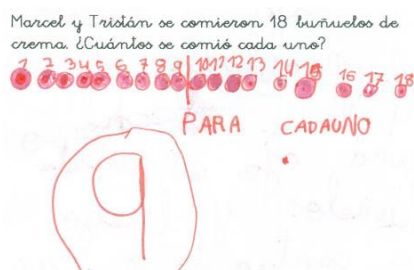 Marcel y Tristán se comieron 18 buñuelos de
crema. ¿Cuántos se comió cada uno?
1 2 3 4 5 6 7 8 9 10 11 12 13 14 15 16 17 18
PARA CADAUNO
9